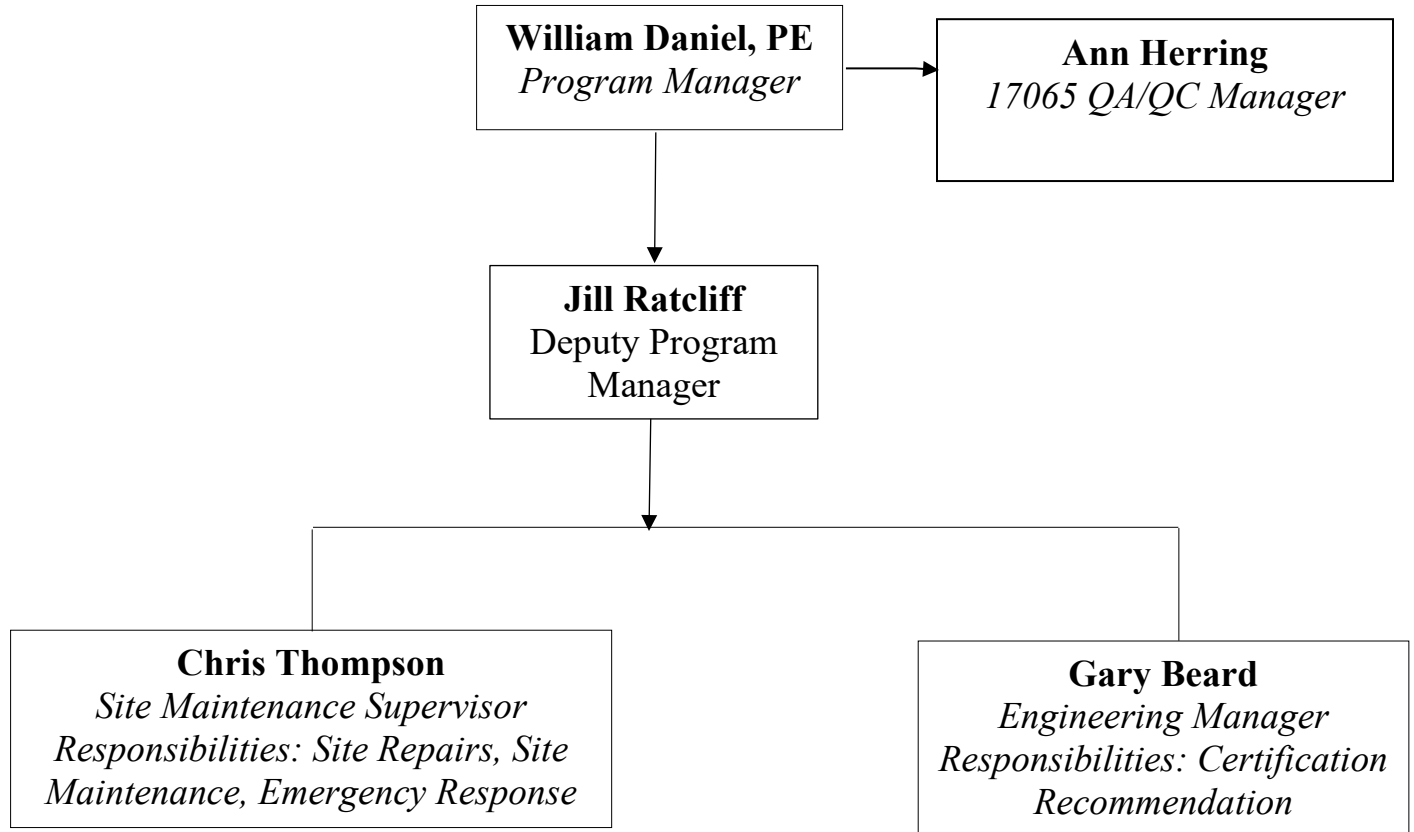 William Daniel, PE
Program Manager
Ann Herring
17065 QA/QC Manager
Jill Ratcliff
Deputy Program
Manager
Chris Thompson
Site Maintenance Supervisor
Responsibilities: Site Repairs, Site
Maintenance, Emergency Response
Gary Beard
Engineering Manager
Responsibilities: Certification
Recommendation